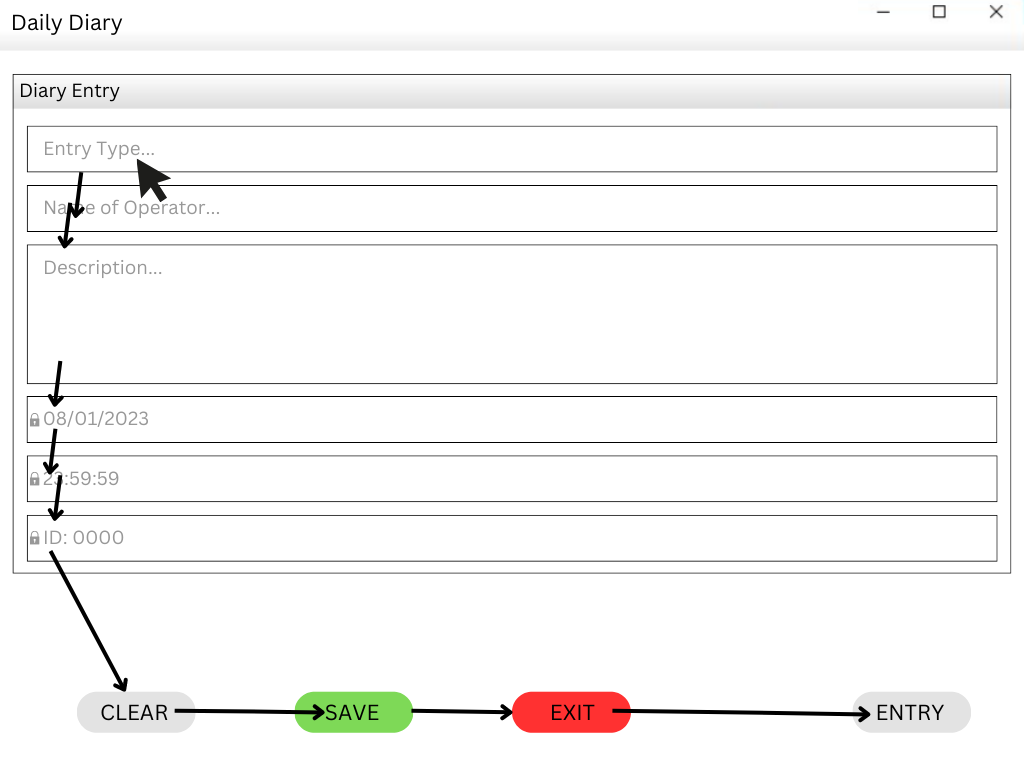 Daily Diary
Diary Entry
Entry Type...
Name of Operator...
Description...
08/01/2023
23:59:59
ID: 0000
CLEAR
SAVE
EXIT
ENTRY